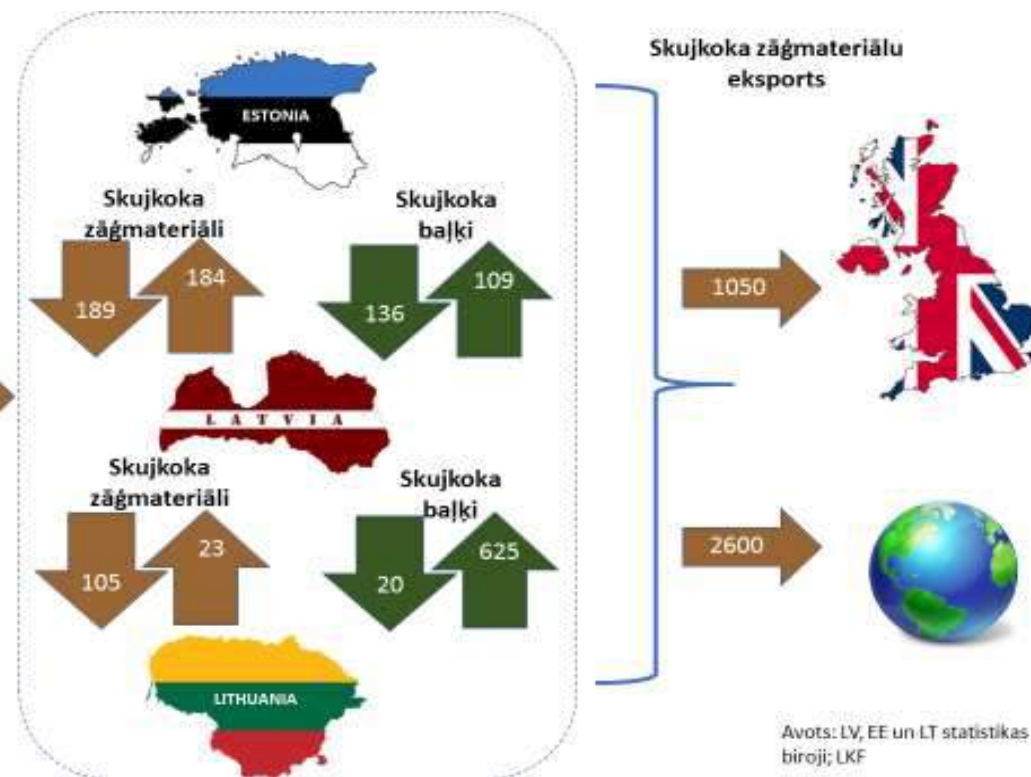 Skujkoka zāģmateriālu
eksports
ESTONIA
Skujkoka
zāģmateriāli
Skujkoka
baļķi
189
184
136
109
1050
LATVIA
Skujkoka
zāģmateriāli
Skujkoka
baļķi
105
23
20
625
2600
LITHUANIA
Avots: LV, EE un LT statistikas
biroji; LKF